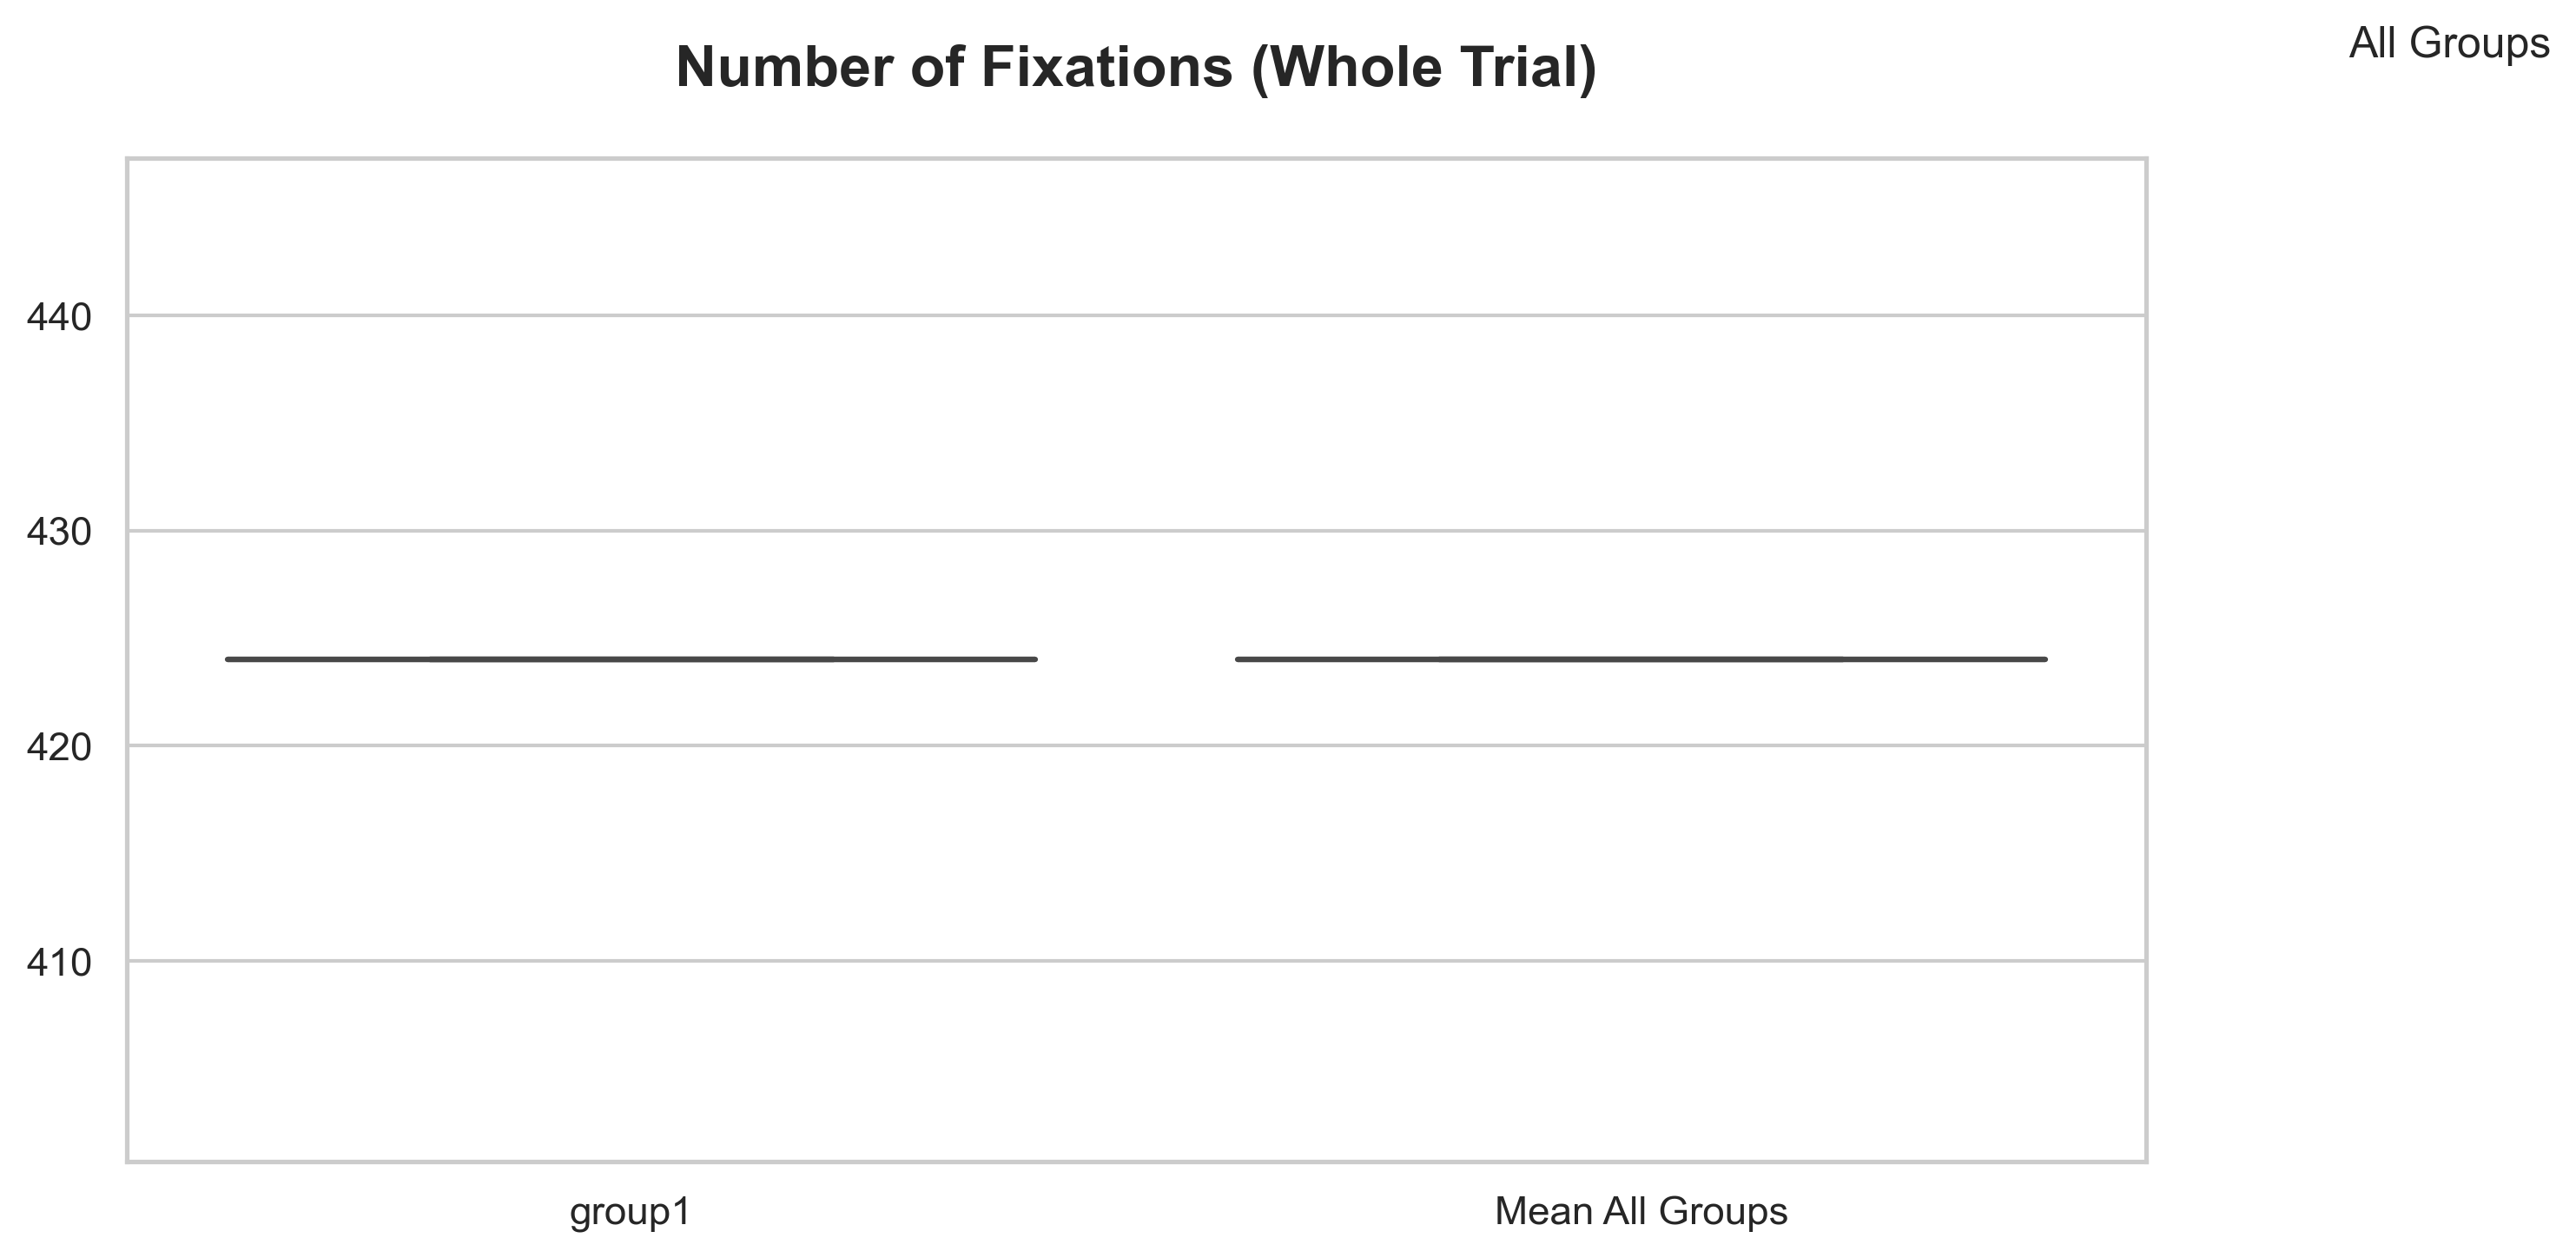 All Groups
Number of Fixations (Whole Trial)
440
430
420
410
group1
Mean All Groups